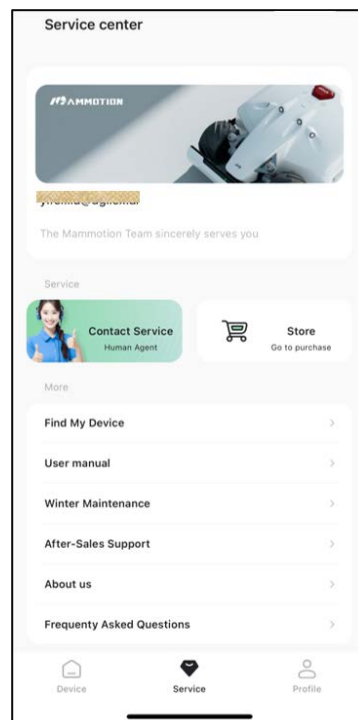 Service center
MAMMOTION
The Mammotion Team sincerely serves you
Service
Contact Service
Human Agent
Store
Go to purchase
More
Find My Device
User manual
Winter Maintenance
After-Sales Support
About us
Frequenty Asked Questions
Device
Service
Profile